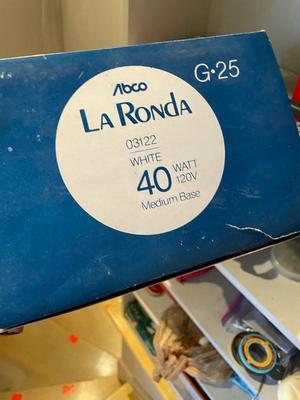 Abco
G•25
LA RONDA
03122
WHITE
40 WATT 120V
Medium Base